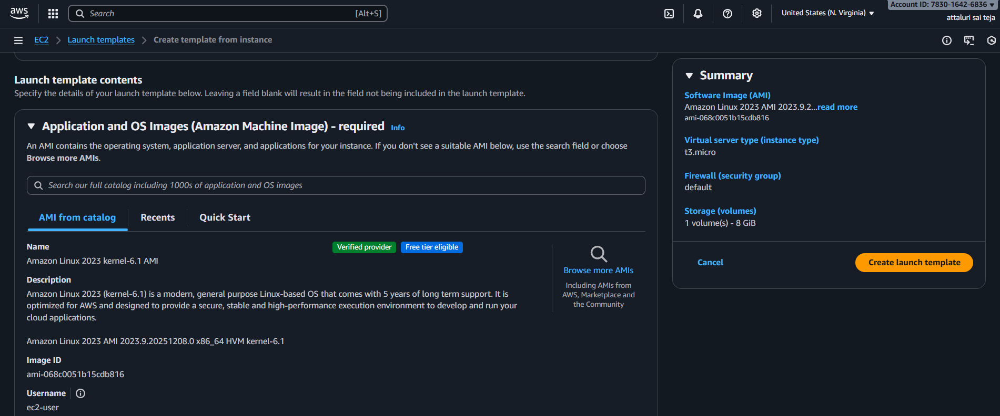 aws
Search
[Alt+S]
United States (N. Virginia)
Account ID: 7830-1642-6836
attaluri sai teja
EC2
Launch templates
Create template from instance
Launch template contents
Specify the details of your launch template below. Leaving a field blank will result in the field not being included in the launch template.
Application and OS Images (Amazon Machine Image) - required Info
An AMI contains the operating system, application server, and applications for your instance. If you don't see a suitable AMI below, use the search field or choose
Browse more AMIs.
Search our full catalog including 1000s of application and OS images
AMI from catalog
Recents
Quick Start
Name
Verified provider
Free tier eligible
Amazon Linux 2023 kernel-6.1 AMI
Description
Amazon Linux 2023 (kernel-6.1) is a modern, general purpose Linux-based OS that comes with 5 years of long term support. It is
optimized for AWS and designed to provide a secure, stable and high-performance execution environment to develop and run your
cloud applications.
Amazon Linux 2023 AMI 2023.9.20251208.0 x86_64 HVM kernel-6.1
Image ID
ami-068c0051b15cdb816
Username
ec2-user
Browse more AMIs
Including AMIs from
AWS, Marketplace and
the Community
Summary
Software Image (AMI)
Amazon Linux 2023 AMI 2023.9.2...read more
ami-068c0051b15cdb816
Virtual server type (instance type)
t3.micro
Firewall (security group)
default
Storage (volumes)
1 volume(s) - 8 GiB
Cancel
Create launch template